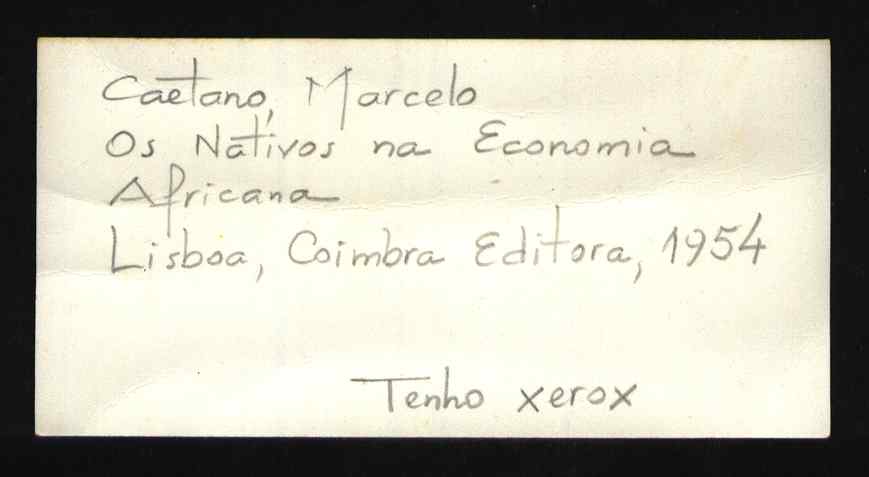 Caetano, Marcelo
Os Nativos na Economia
Africana
Lisboa, Coimbra Editora, 1954
Tenho xerox